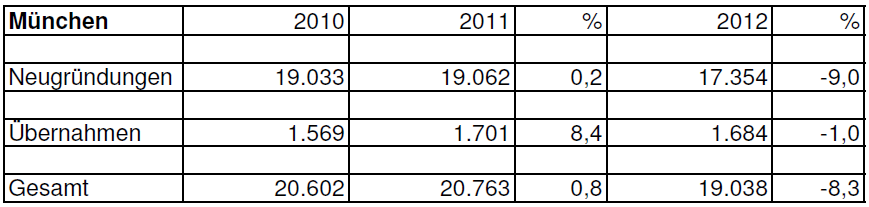 München 2010 2011 % 2012 %
Neugründungen 19.033 19.062 0,2 17.354 -9,0
Übernahmen 1.569 1.701 8,4 1.684 -1,0
Gesamt 20.602 20.763 0,8 19.038 -8,3